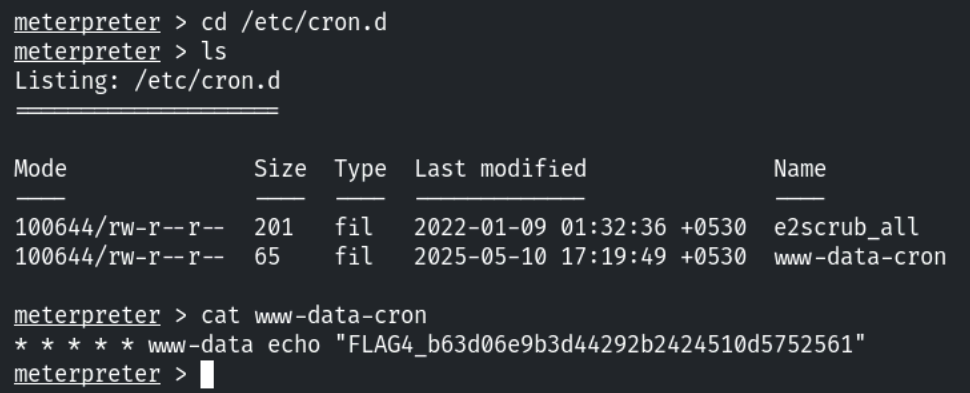 meterpreter > cd /etc/cron.d
meterpreter > ls
Listing: /etc/cron.d
====================
Mode Size Type Last modified Name
---- ---- ---- ------------- ----
100644/rw-r--r-- 201 fil 2022-01-09 01:32:36 +0530 e2scrub_all
100644/rw-r--r-- 65 fil 2025-05-10 17:19:49 +0530 www-data-cron
meterpreter > cat www-data-cron
* * * * * www-data echo "FLAG4_b63d06e9b3d44292b2424510d5752561"
meterpreter >